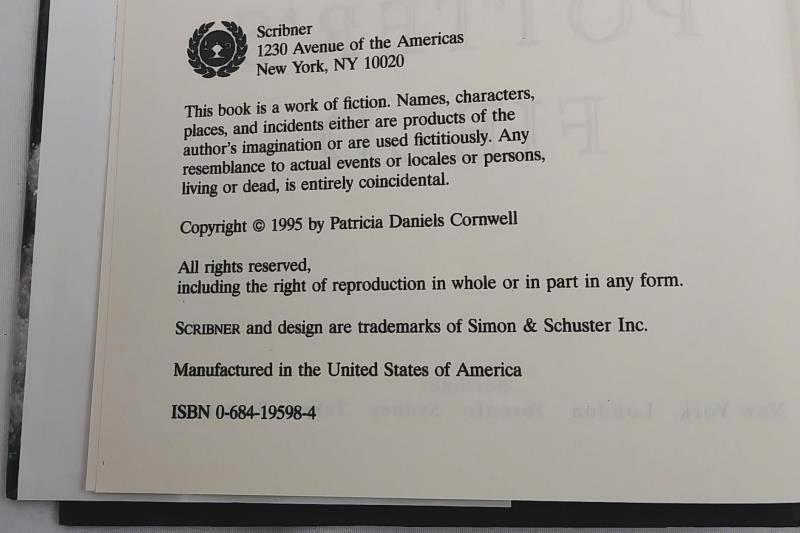 Scribner
1230 Avenue of the Americas
New York, NY 10020
This book is a work of fiction. Names, characters,
places, and incidents either are products of the
author's imagination or are used fictitiously. Any
resemblance to actual events or locales or persons,
living or dead, is entirely coincidental.
Copyright © 1995 by Patricia Daniels Cornwell
All rights reserved,
including the right of reproduction in whole or in part in any form.
SCRIBNER and design are trademarks of Simon & Schuster Inc.
Manufactured in the United States of America
ISBN 0-684-19598-4